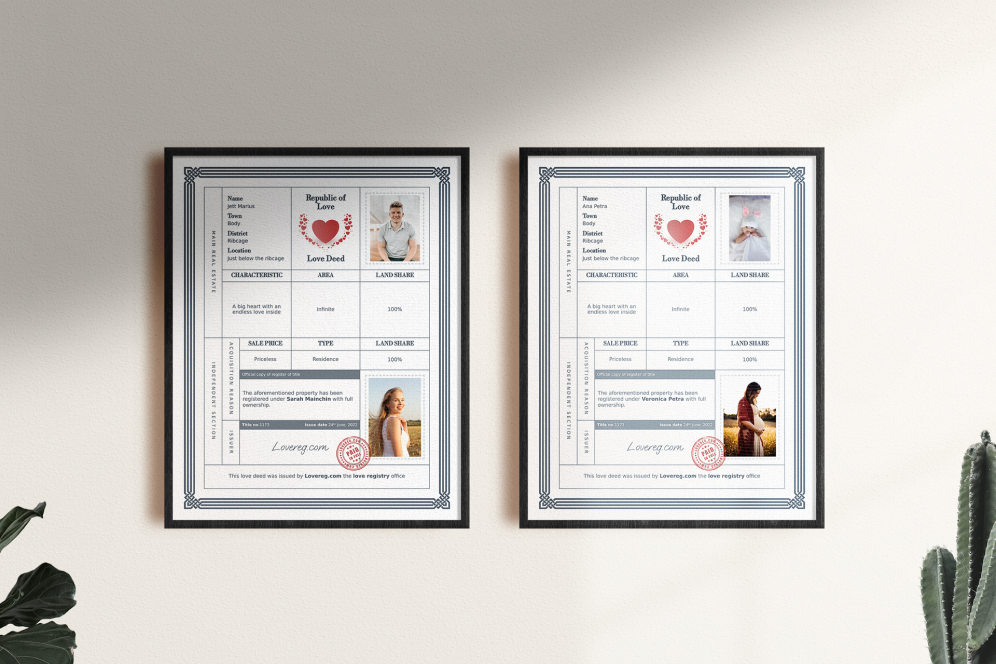 MAIN REAL ESTATE
Name
Jett Marius
Town
Body
District
Ribcage
Location
Just below the ribcage
Republic of
Love
Love Deed
CHARACTERISTIC AREA LAND SHARE
A big heart with an
endless love inside
Infinite
100%
INDEPENDENT SECTION
ACQUISITION REASON
SALE PRICE TYPE LAND SHARE
Priceless Residence 100%
Official copy of register of title
The aforementioned property has been
registered under Sarah Mainchin with full
ownership.
Title no 1173 Issue date 24th June, 2022
ISSUER
Lovereg.com
PAID
This love deed was issued by Lovereg.com the love registry office
MAIN REAL ESTATE
Name
Ana Petra
Town
Body
District
Ribcage
Location
Just below the ribcage
Republic of
Love
Love Deed
CHARACTERISTIC AREA LAND SHARE
A big heart with an
endless love inside
Infinite
100%
INDEPENDENT SECTION
ACQUISITION REASON
SALE PRICE TYPE LAND SHARE
Priceless Residence 100%
Official copy of register of title
The aforementioned property has been
registered under Veronica Petra with full
ownership.
Title no 1173 Issue date 24th June, 2022
ISSUER
Lovereg.com
PAID
This love deed was issued by Lovereg.com the love registry office